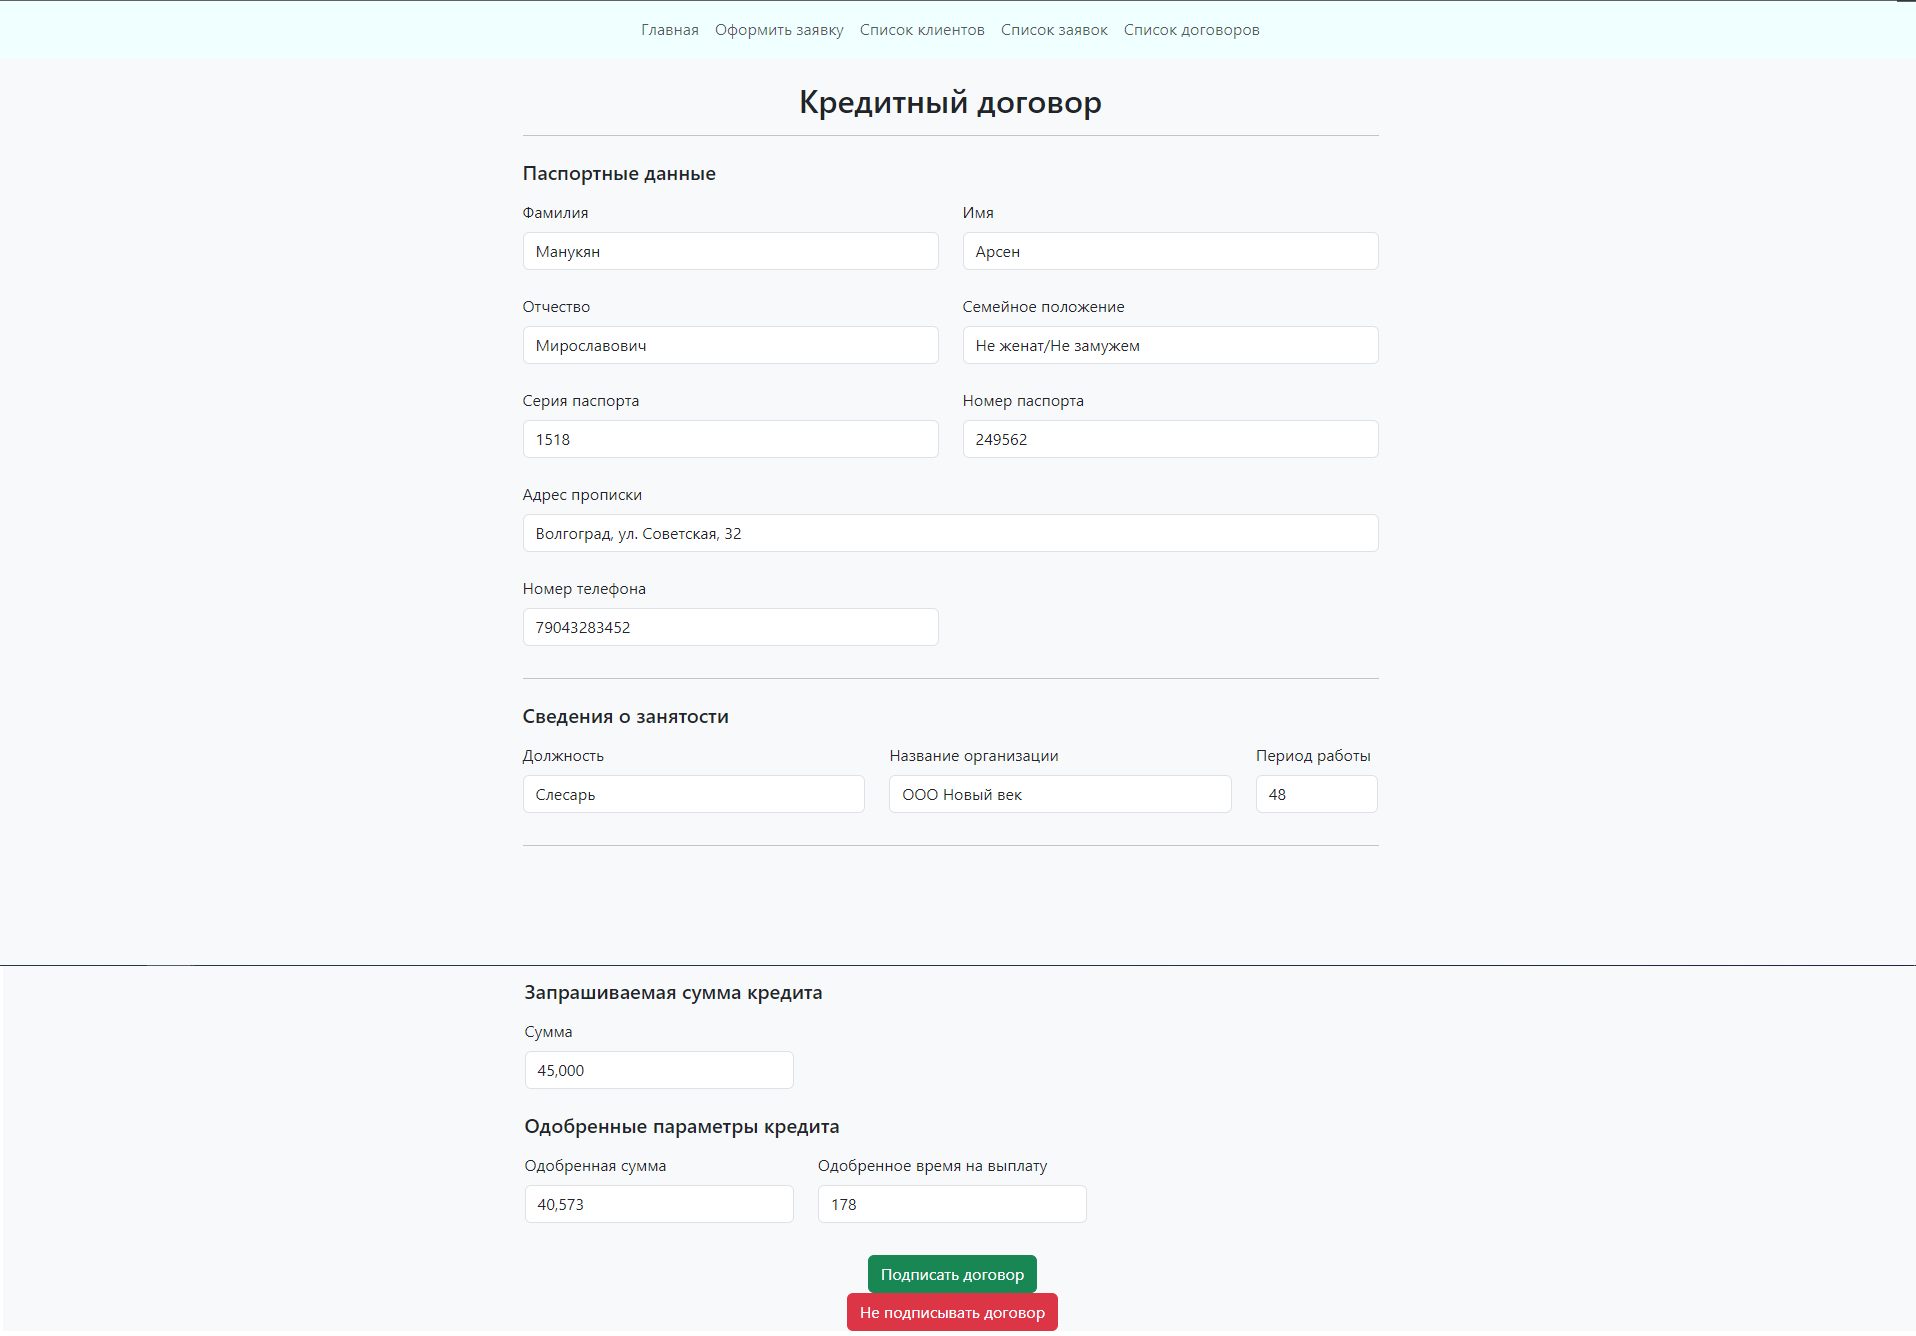 Главная Оформить заявку Список клиентов Список заявок Список договоров
Кредитный договор
Паспортные данные
Фамилия Имя
Манукян Арсен
Отчество Семейное положение
Мирославович Не женат/Не замужем
Серия паспорта Номер паспорта
1518 249562
Адрес прописки
Волгоград, ул. Советская, 32
Номер телефона
79043283452
Сведения о занятости
Должность Название организации Период работы
Слесарь ООО Новый век 48
Запрашиваемая сумма кредита
Сумма
45,000
Одобренные параметры кредита
Одобренная сумма Одобренное время на выплату
40,573 178
Подписать договор
Не подписывать договор